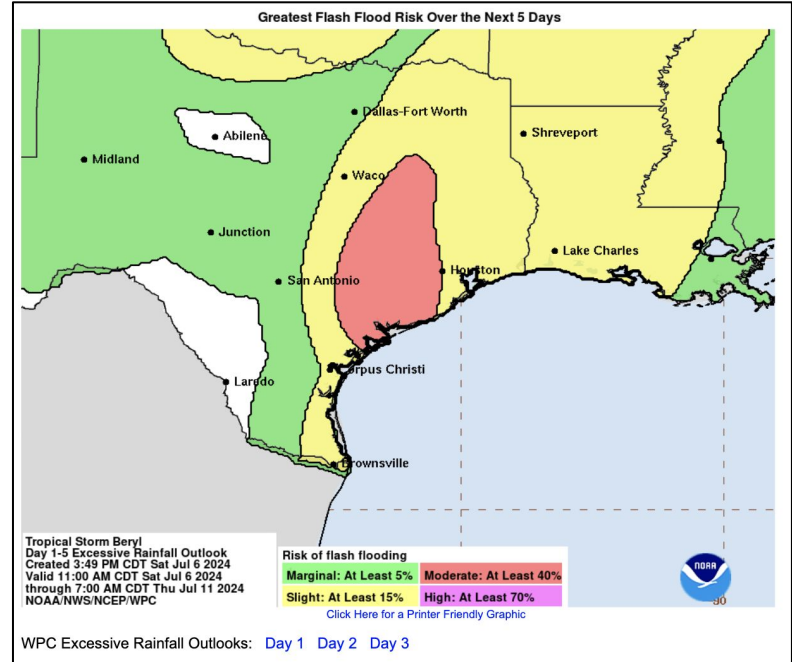 Greatest Flash Flood Risk Over the Next 5 Days
Dallas-Fort Worth
Abilene
Shreveport
Midland
Waco
Junction
Lake Charles
Houston
San Antonio
Corpus Christi
Laredo
Brownsville
Tropical Storm Beryl
Day 1-5 Excessive Rainfall Outlook
Created 3:49 PM CDT Sat Jul 6 2024
Valid 11:00 AM CDT Sat Jul 6 2024
through 7:00 AM CDT Thu Jul 11 2024
NOAA/NWS/NCEP/WPC
Risk of flash flooding
Marginal: At Least 5% Moderate: At Least 40%
Slight: At Least 15% High: At Least 70%
NOAA
90
Click Here for a Printer Friendly Graphic
WPC Excessive Rainfall Outlooks: Day 1 Day 2 Day 3